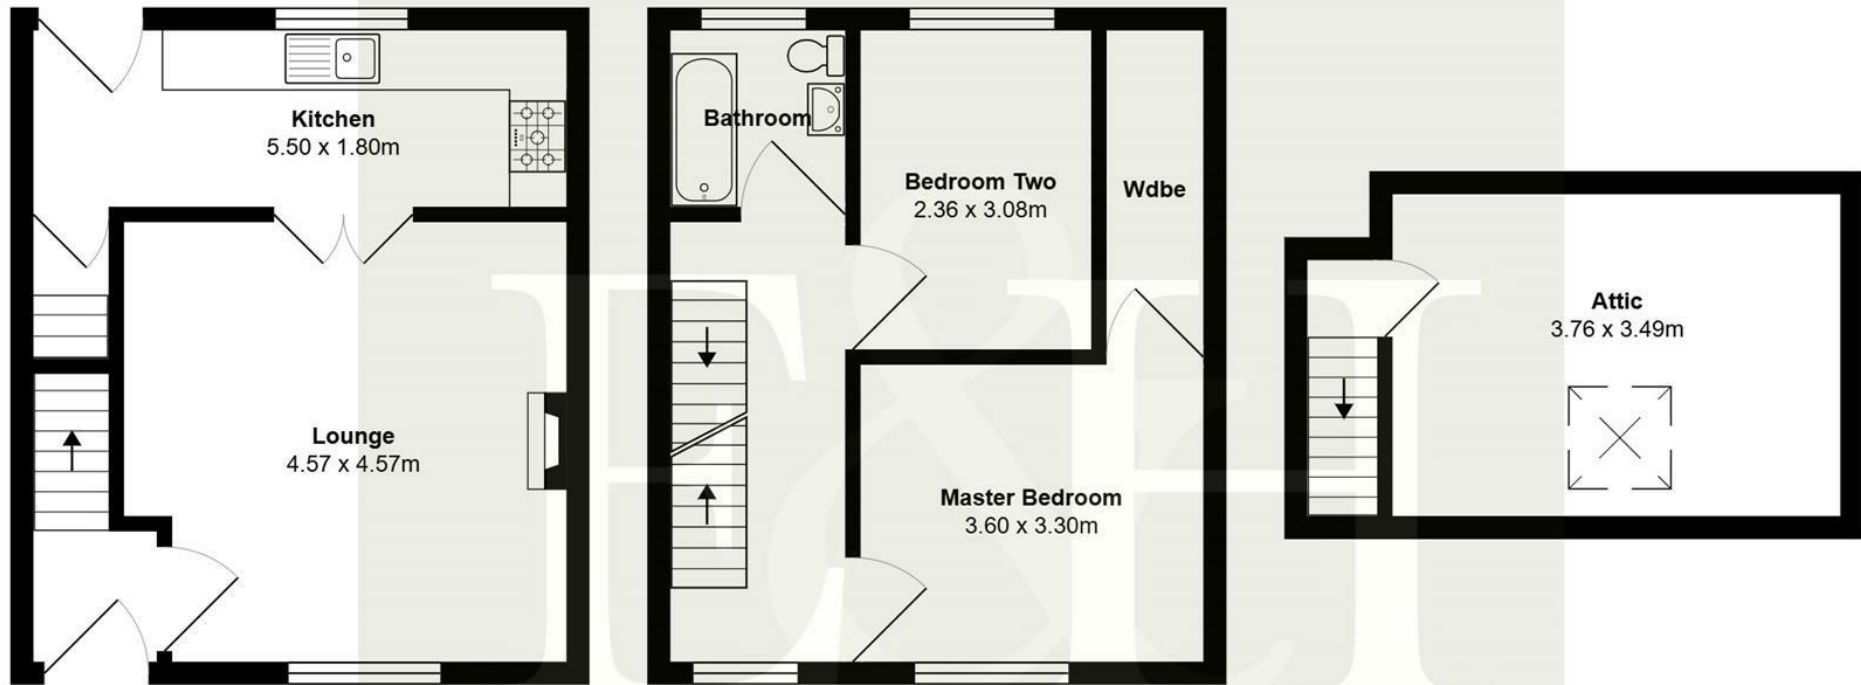 Kitchen
5.50 x 1.80m
Lounge
4.57 x 4.57m
Bathroom
Bedroom Two
2.36 x 3.08m
Wdbe
Master Bedroom
3.60 x 3.30m
Attic
3.76 x 3.49m
E&H